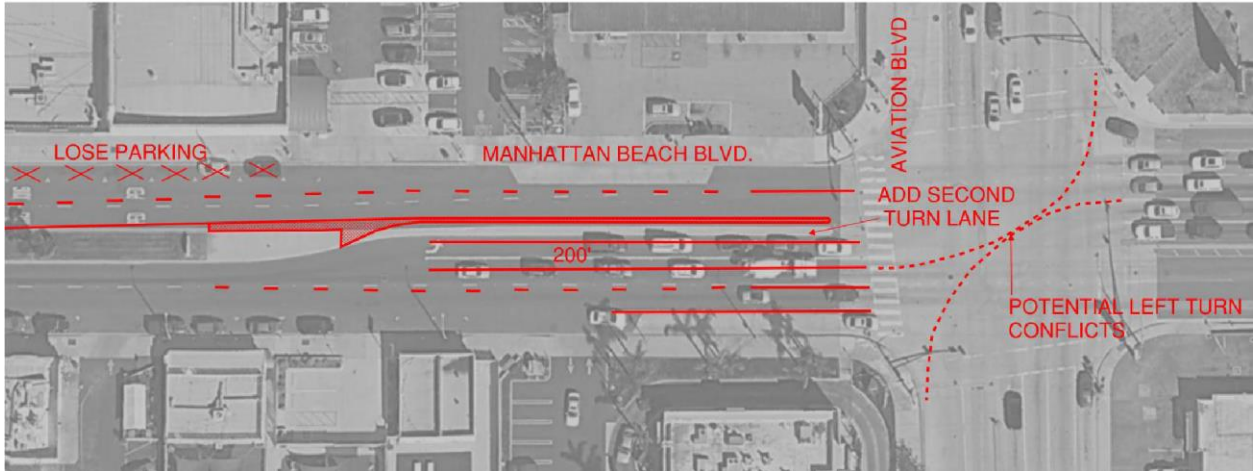 LOSE PARKING
MANHATTAN BEACH BLVD.
AVIATION BLVD
ADD SECOND
TURN LANE
200'
POTENTIAL LEFT TURN
CONFLICTS